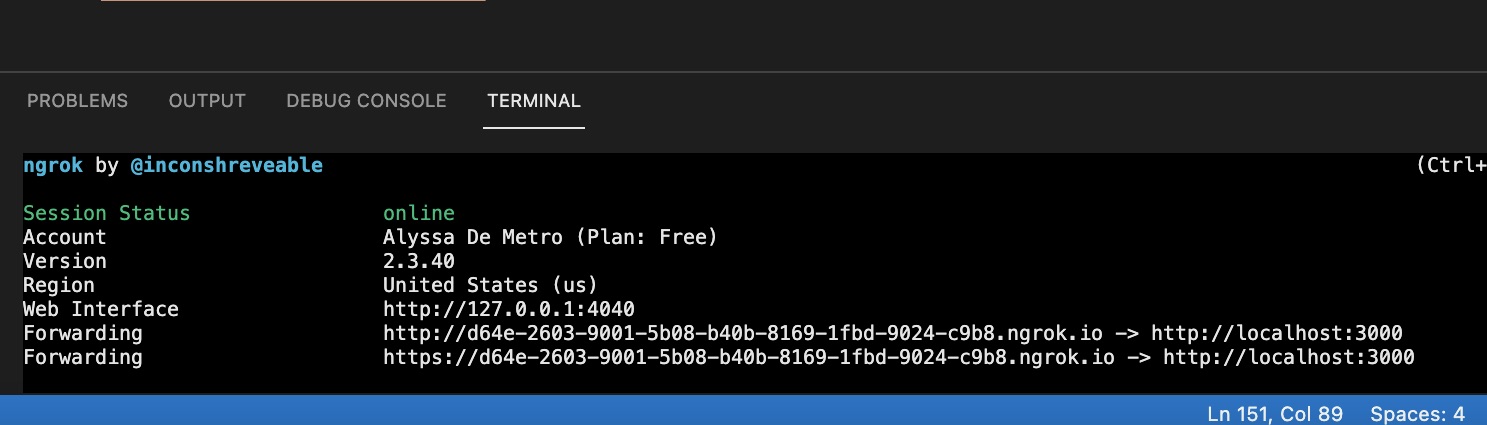 PROBLEMS OUTPUT DEBUG CONSOLE TERMINAL
ngrok by @inconshreveable (Ctrl+
Session Status online
Account Alyssa De Metro (Plan: Free)
Version 2.3.40
Region United States (us)
Web Interface http://127.0.0.1:4040
Forwarding http://d64e-2603-9001-5b08-b40b-8169-1fbd-9024-c9b8.ngrok.io -> http://localhost:3000
Forwarding https://d64e-2603-9001-5b08-b40b-8169-1fbd-9024-c9b8.ngrok.io -> http://localhost:3000
Ln 151, Col 89 Spaces: 4